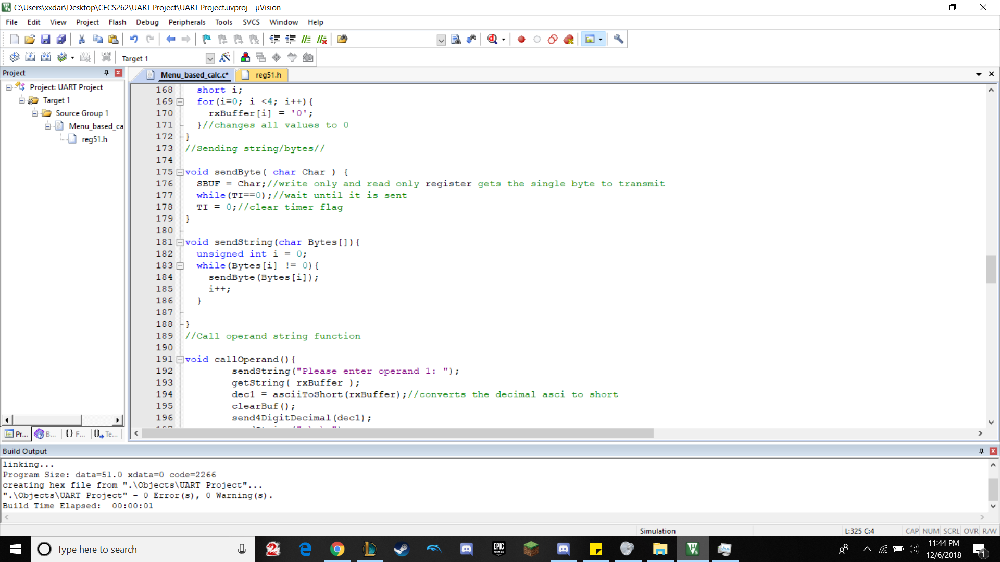 C:\Users\xxdar\Desktop\CECS262\UART Project\UART Project.uvproj - µVision
File Edit View Project Flash Debug Peripherals Tools SVCS Window Help
LOAD Target 1
Project
Menu_based_calc.c* reg51.h
Project: UART Project
Target 1
Source Group 1
Menu_based_ca
reg51.h
168 short i;
169 for(i=0; i <4; i++){
170 rxBuffer[i] = '0';
171 }//changes all values to 0
172 }
173 //Sending string/bytes//
174
175 void sendByte( char Char ) {
176 SBUF = Char;//write only and read only register gets the single byte to transmit
177 while(TI==0);//wait until it is sent
178 TI = 0;//clear timer flag
179 }
180
181 void sendString(char Bytes[]){
182 unsigned int i = 0;
183 while(Bytes[i] != 0){
184 sendByte(Bytes[i]);
185 i++;
186 }
187
188 }
189 //Call operand string function
190
191 void callOperand(){
192 sendString("Please enter operand 1: ");
193 getString( rxBuffer );
194 dec1 = asciiToShort(rxBuffer);//converts the decimal asci to short
195 clearBuf();
196 send4DigitDecimal(dec1);
Pr... B... {} F... Te...
Build Output
linking...
Program Size: data=51.0 xdata=0 code=2266
creating hex file from ".\Objects\UART Project"...
".\Objects\UART Project" - 0 Error(s), 0 Warning(s).
Build Time Elapsed:  00:00:01
Simulation L:325 C:4 CAP NUM SCRL OVR R/W
Type here to search
EPIC GAMES
11:44 PM
12/6/2018
1